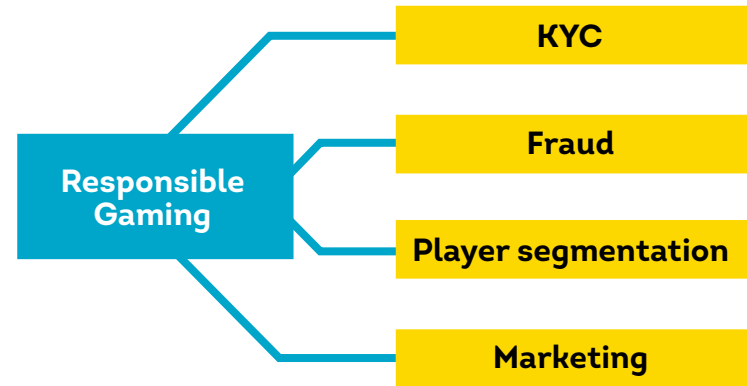 KYC
Fraud
Responsible
Gaming
Player segmentation
Marketing